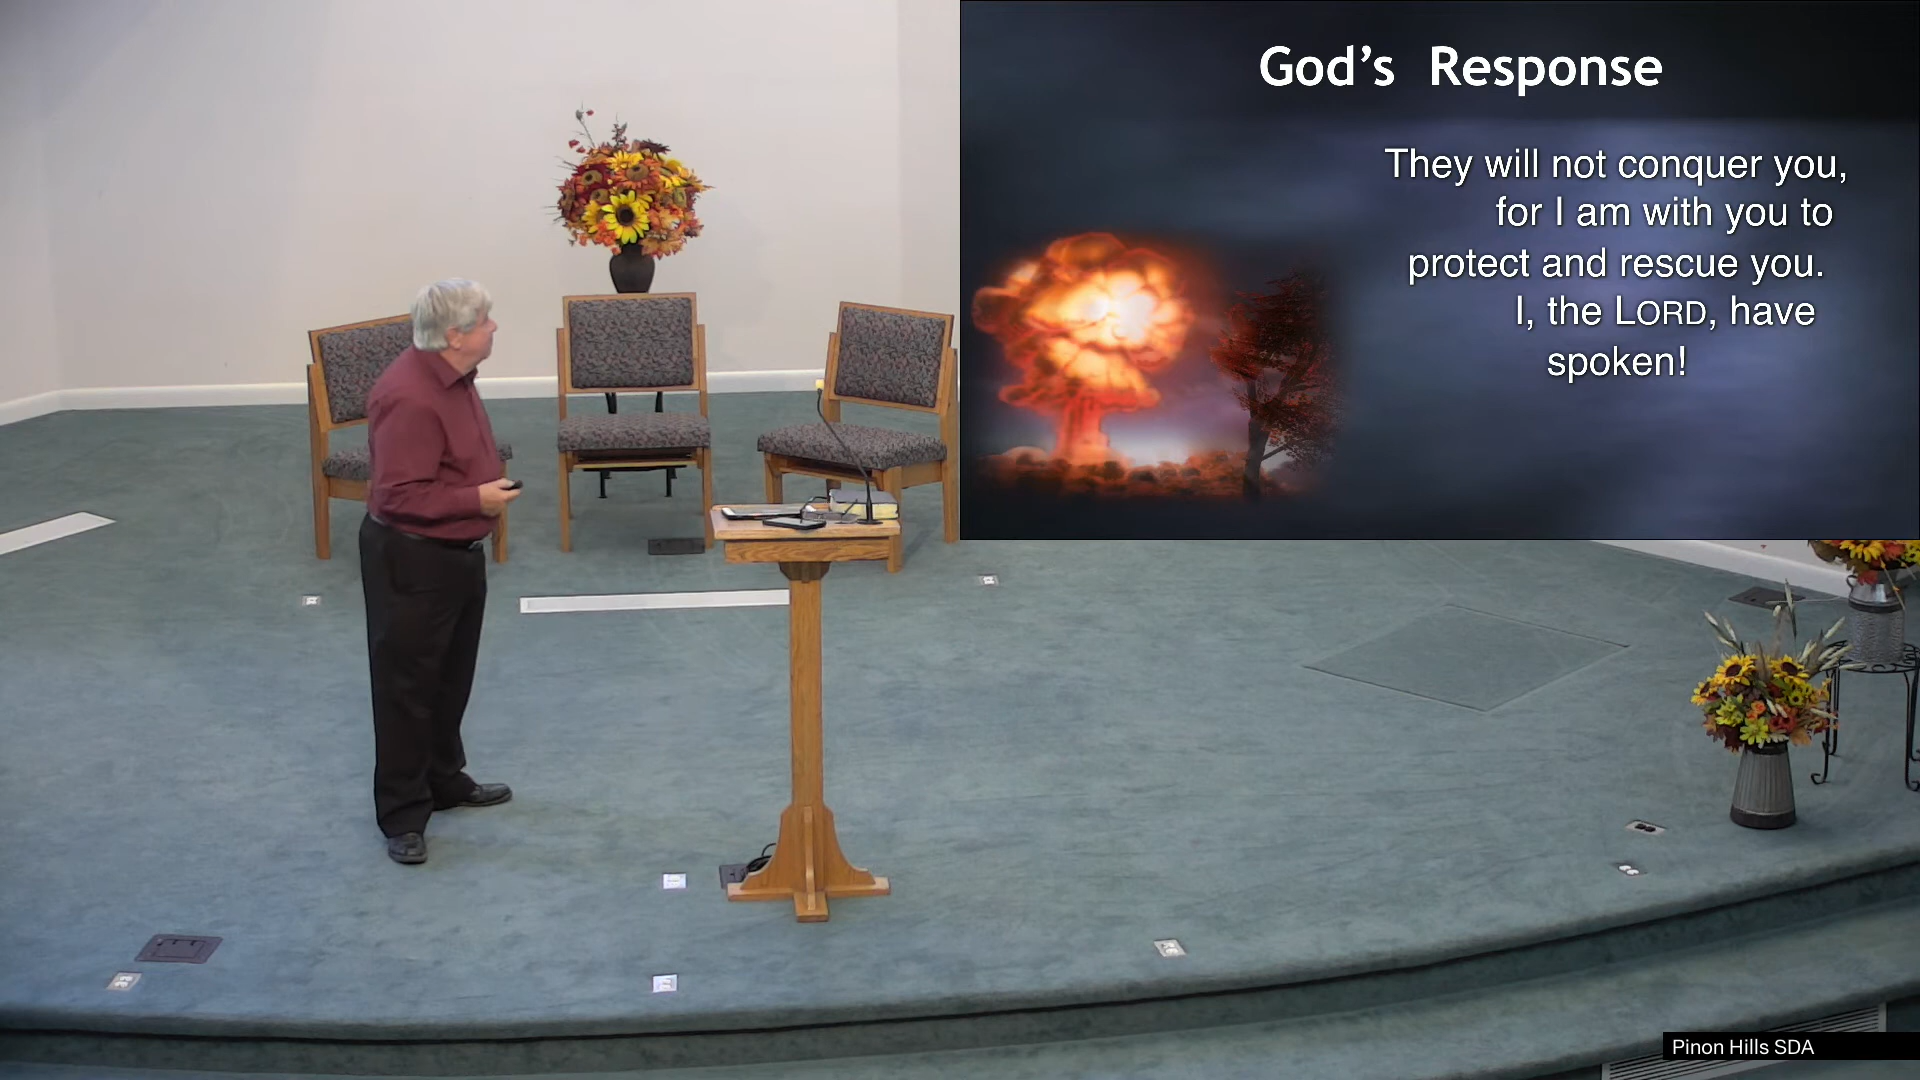 God’s Response
They will not conquer you,
for I am with you to
protect and rescue you.
I, the LORD, have
spoken!
Pinon Hills SDA